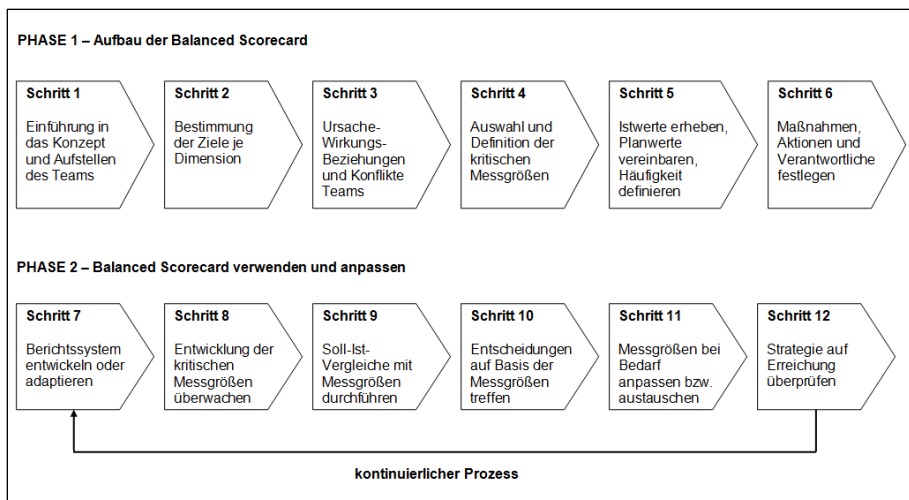 PHASE 1 – Aufbau der Balanced Scorecard
Schritt 1
Einführung in
das Konzept
und Aufstellen
des Teams
Schritt 2
Bestimmung
der Ziele je
Dimension
Schritt 3
Ursache-
Wirkungs-
Beziehungen
und Konflikte
Teams
Schritt 4
Auswahl und
Definition der
kritischen
Messgrößen
Schritt 5
Istwerte erheben,
Planwerte
vereinbaren,
Häufigkeit
definieren
Schritt 6
Maßnahmen,
Aktionen und
Verantwortliche
festlegen
PHASE 2 – Balanced Scorecard verwenden und anpassen
Schritt 7
Berichtssystem
entwickeln oder
adaptieren
Schritt 8
Entwicklung der
kritischen
Messgrößen
überwachen
Schritt 9
Soll-Ist-
Vergleiche mit
Messgrößen
durchführen
Schritt 10
Entscheidungen
auf Basis der
Messgrößen
treffen
Schritt 11
Messgrößen bei
Bedarf
anpassen bzw.
austauschen
Schritt 12
Strategie auf
Erreichung
überprüfen
kontinuierlicher Prozess